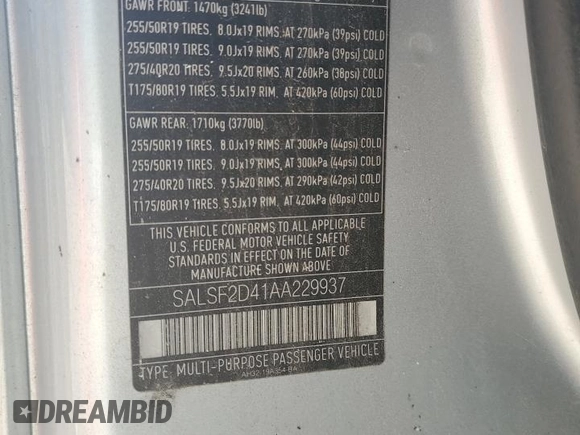 GAWR FRONT: 1470kg (3241lb)
255/50R19 TIRES. 8.0Jx19 RIMS, AT 270kPa (39psi) COLD
255/50R19 TIRES. 9.0Jx19 RIMS, AT 270kPa (39psi) COLD
275/40R20 TIRES. 9.5Jx20 RIMS, AT 260kPa (38psi) COLD
T175/80R19 TIRES. 5.5Jx19 RIM, AT 420kPa (60psi) COLD
GAWR REAR: 1710kg (3770lb)
255/50R19 TIRES. 8.0Jx19 RIMS, AT 300kPa (44psi) COLD
255/50R19 TIRES. 9.0Jx19 RIMS, AT 300kPa (44psi) COLD
275/40R20 TIRES. 9.5Jx20 RIMS, AT 290kPa (42psi) COLD
T175/80R19 TIRES. 5.5Jx19 RIM, AT 420kPa (60psi) COLD
THIS VEHICLE CONFORMS TO ALL APPLICABLE
U.S. FEDERAL MOTOR VEHICLE SAFETY
STANDARDS IN EFFECT ON THE DATE OF
MANUFACTURE SHOWN ABOVE
SALSF2D41AA229937
TYPE: MULTI-PURPOSE PASSENGER VEHICLE
DREAMBID